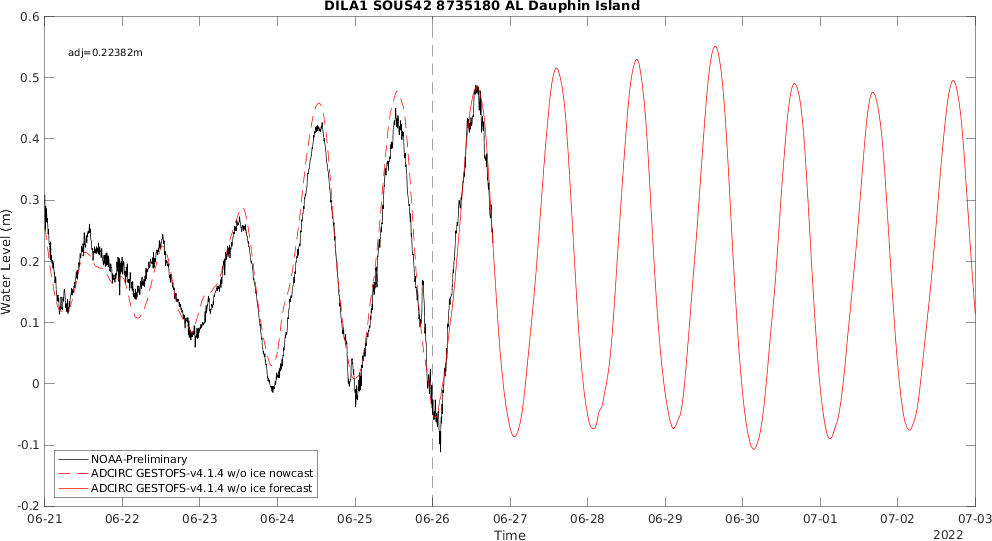 DILA1 SOUS42 8735180 AL Dauphin Island
adj=0.22382m
0.6
0.5
0.4
0.3
0.2
0.1
0
-0.1
-0.2
Water Level (m)
NOAA-Preliminary
ADCIRC GESTOFS-v4.1.4 w/o ice nowcast
ADCIRC GESTOFS-v4.1.4 w/o ice forecast
06-21 06-22 06-23 06-24 06-25 06-26 06-27 06-28 06-29 06-30 07-01 07-02 07-03
Time
2022